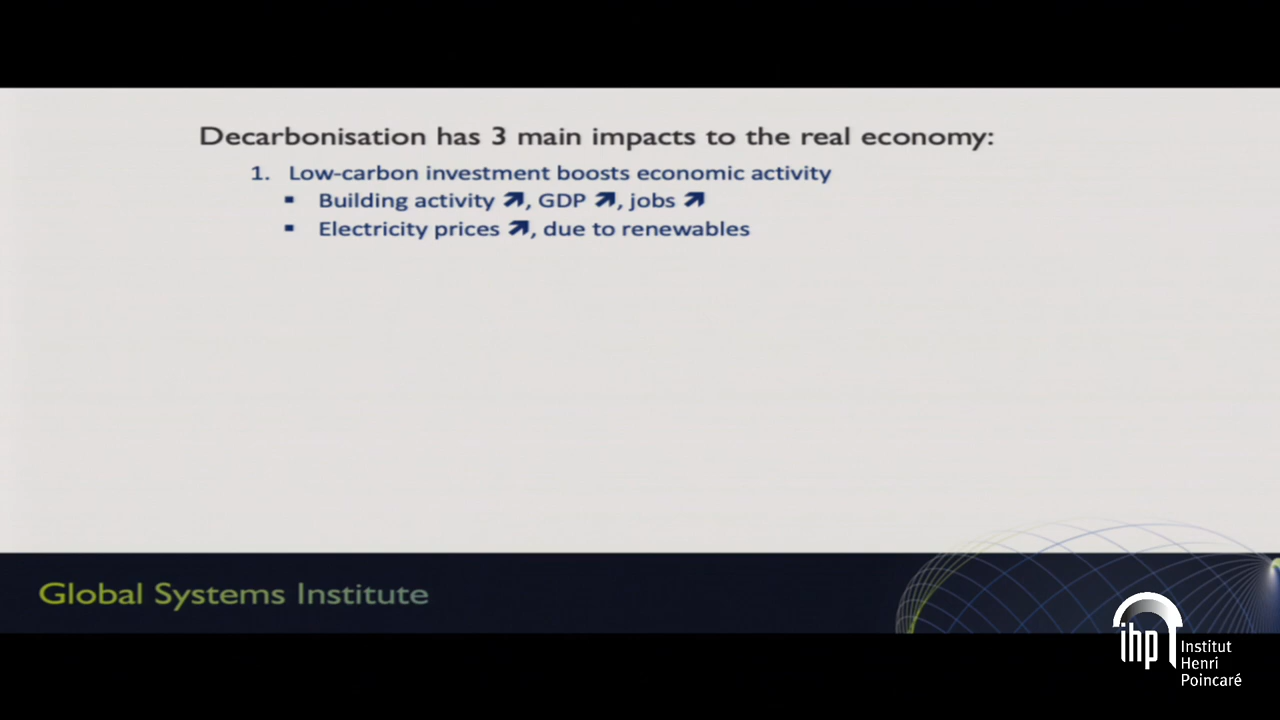 Decarbonisation has 3 main impacts to the real economy:
1. Low-carbon investment boosts economic activity
▪ Building activity ↗, GDP ↗, jobs ↗
▪ Electricity prices ↗, due to renewables
Global Systems Institute
ihp
Institut
Henri
Poincaré